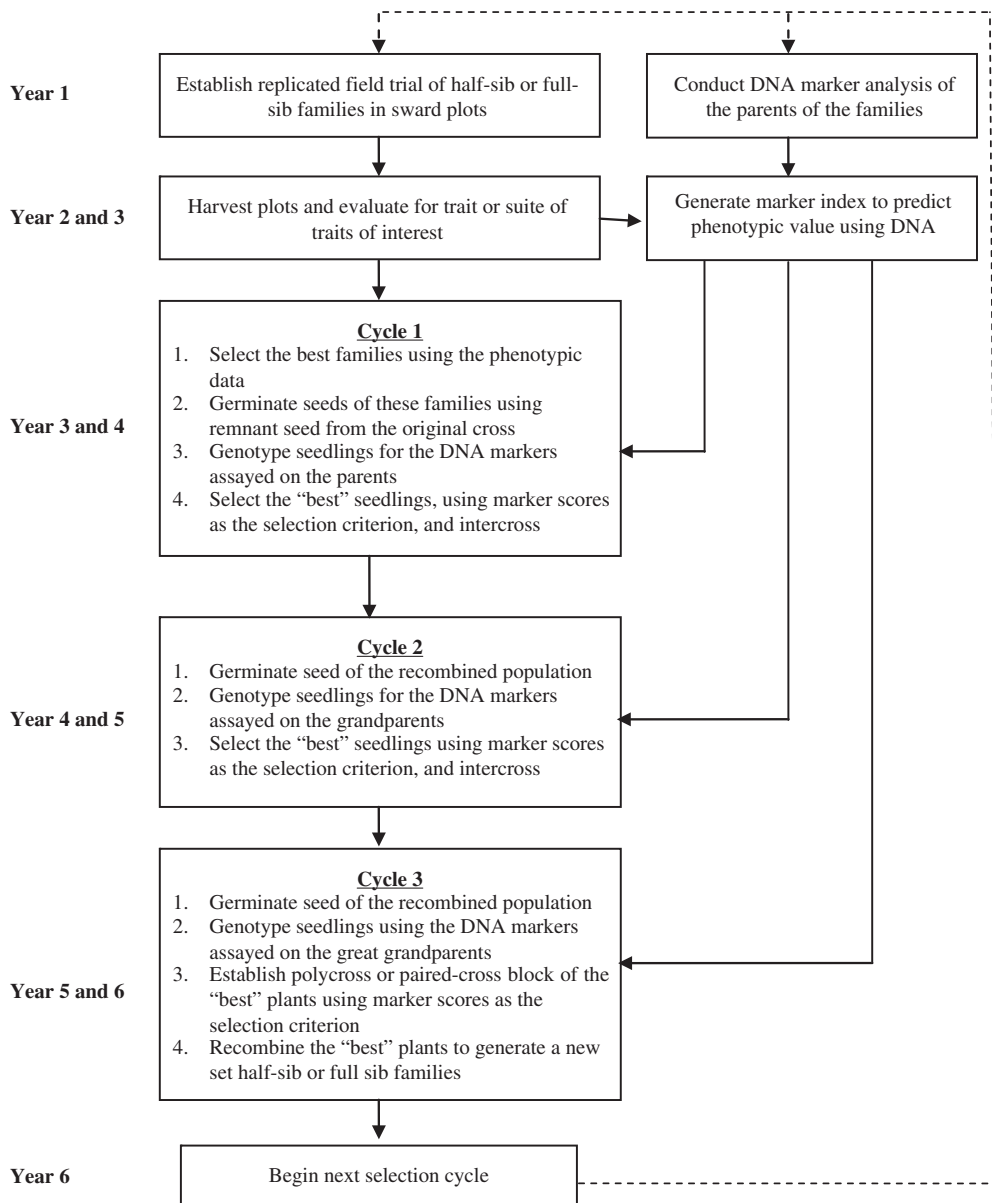 Year 1
Establish replicated field trial of half-sib or full-
sib families in sward plots
Conduct DNA marker analysis of
the parents of the families
Year 2 and 3
Harvest plots and evaluate for trait or suite of
traits of interest
Generate marker index to predict
phenotypic value using DNA
Year 3 and 4
Cycle 1
1. Select the best families using the phenotypic
data
2. Germinate seeds of these families using
remnant seed from the original cross
3. Genotype seedlings for the DNA markers
assayed on the parents
4. Select the “best” seedlings, using marker scores
as the selection criterion, and intercross
Year 4 and 5
Cycle 2
1. Germinate seed of the recombined population
2. Genotype seedlings for the DNA markers
assayed on the grandparents
3. Select the “best” seedlings using marker scores
as the selection criterion, and intercross
Year 5 and 6
Cycle 3
1. Germinate seed of the recombined population
2. Genotype seedlings using the DNA markers
assayed on the great grandparents
3. Establish polycross or paired-cross block of the
“best” plants using marker scores as the
selection criterion
4. Recombine the “best” plants to generate a new
set half-sib or full sib families
Year 6
Begin next selection cycle